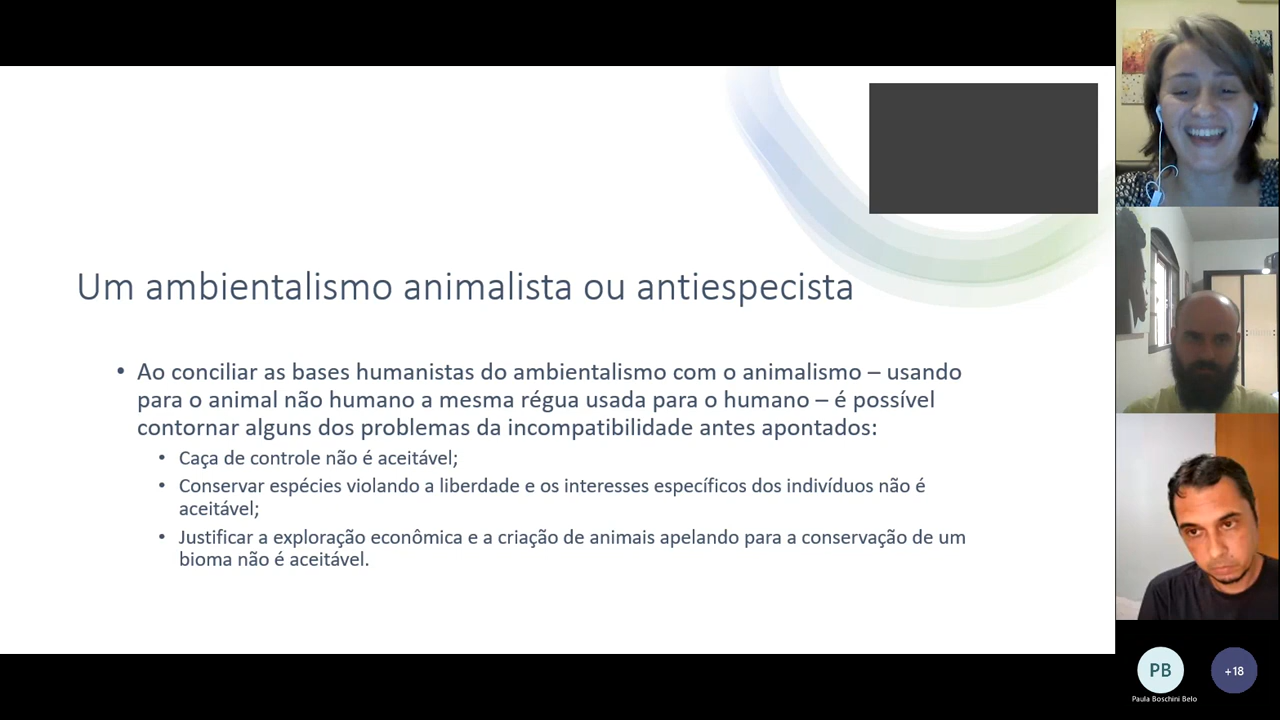 Um ambientalismo animalista ou antiespecista
• Ao conciliar as bases humanistas do ambientalismo com o animalismo – usando
para o animal não humano a mesma régua usada para o humano – é possível
contornar alguns dos problemas da incompatibilidade antes apontados:
• Caça de controle não é aceitável;
• Conservar espécies violando a liberdade e os interesses específicos dos indivíduos não é
aceitável;
• Justificar a exploração econômica e a criação de animais apelando para a conservação de um
bioma não é aceitável.
PB
+18
Paula Boschini Belo